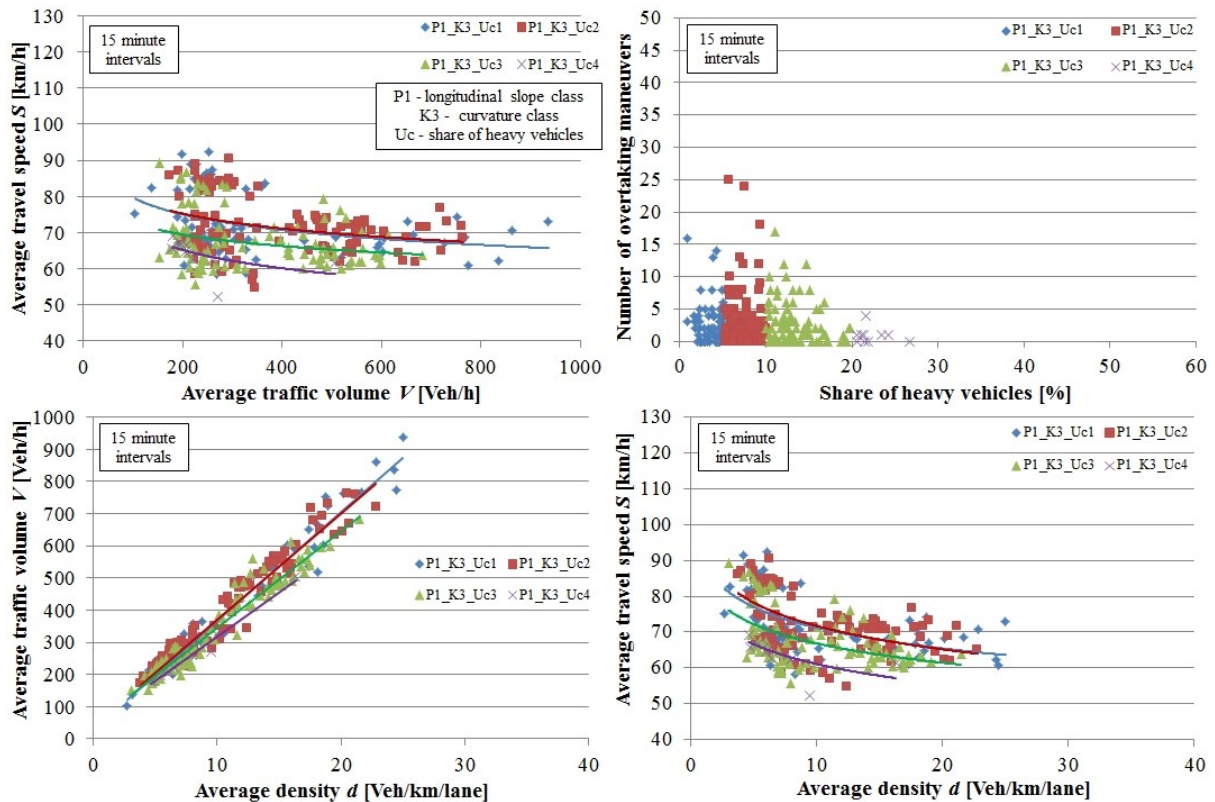 130
120
110
100
90
80
70
60
50
40
Average travel speed S [km/h]
15 minute
intervals
P1_K3_Uc1 P1_K3_Uc2
P1_K3_Uc3 P1_K3_Uc4
P1 - longitudinal slope class
K3 - curvature class
Uc - share of heavy vehicles
0 200 400 600 800 1000
Average traffic volume V [Veh/h]
50
45
40
35
30
25
20
15
10
5
0
Number of overtaking maneuvers
15 minute
intervals
P1_K3_Uc1 P1_K3_Uc2
P1_K3_Uc3 P1_K3_Uc4
0 10 20 30 40 50 60
Share of heavy vehicles [%]
1000
900
800
700
600
500
400
300
200
100
0
Average traffic volume V [Veh/h]
15 minute
intervals
P1_K3_Uc1 P1_K3_Uc2
P1_K3_Uc3 P1_K3_Uc4
0 10 20 30 40
Average density d [Veh/km/lane]
130
120
110
100
90
80
70
60
50
40
Average travel speed S [km/h]
15 minute
intervals
P1_K3_Uc1 P1_K3_Uc2
P1_K3_Uc3 P1_K3_Uc4
0 10 20 30 40
Average density d [Veh/km/lane]